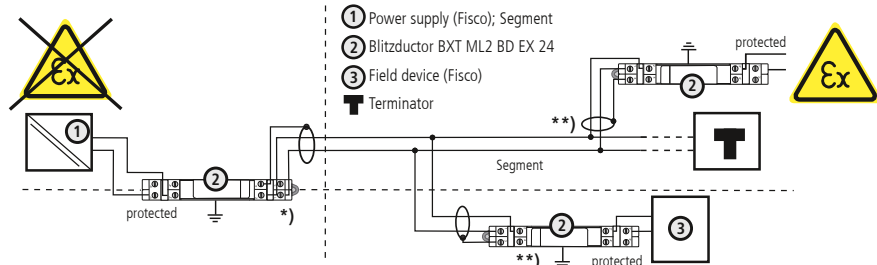 1 Power supply (Fisco); Segment
2 Blitzductor BXT ML2 BD EX 24
3 Field device (Fisco)
Terminator
Ex
1
2
protected
*)
protected
2
Ex
**)
T
Segment
2
3
**)
protected